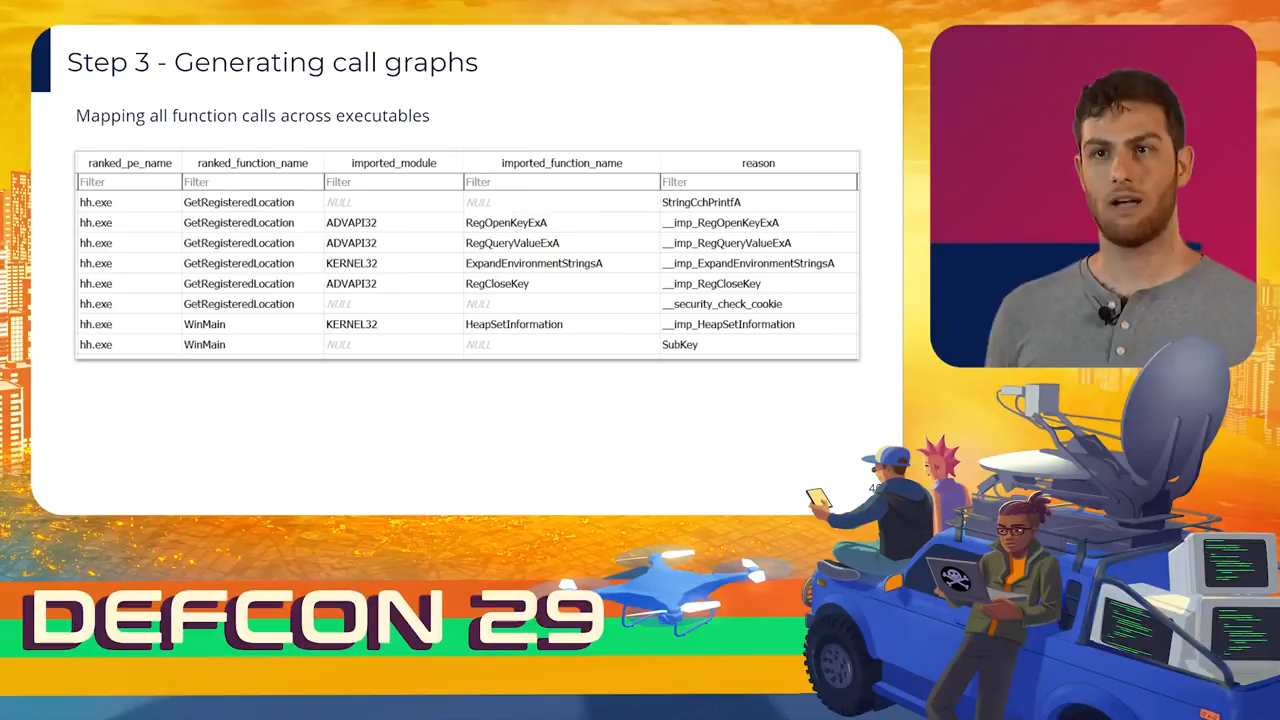 Step 3 - Generating call graphs
Mapping all function calls across executables
ranked_pe_name ranked_function_name imported_module imported_function_name reason
Filter Filter Filter Filter Filter
hh.exe GetRegisteredLocation NULL NULL StringCchPrintfA
hh.exe GetRegisteredLocation ADVAPI32 RegOpenKeyExA __imp_RegOpenKeyExA
hh.exe GetRegisteredLocation ADVAPI32 RegQueryValueExA __imp_RegQueryValueExA
hh.exe GetRegisteredLocation KERNEL32 ExpandEnvironmentStringsA __imp_ExpandEnvironmentStringsA
hh.exe GetRegisteredLocation ADVAPI32 RegCloseKey __imp_RegCloseKey
hh.exe GetRegisteredLocation NULL NULL __security_check_cookie
hh.exe WinMain KERNEL32 HeapSetInformation __imp_HeapSetInformation
hh.exe WinMain NULL NULL SubKey
DEFCON 29